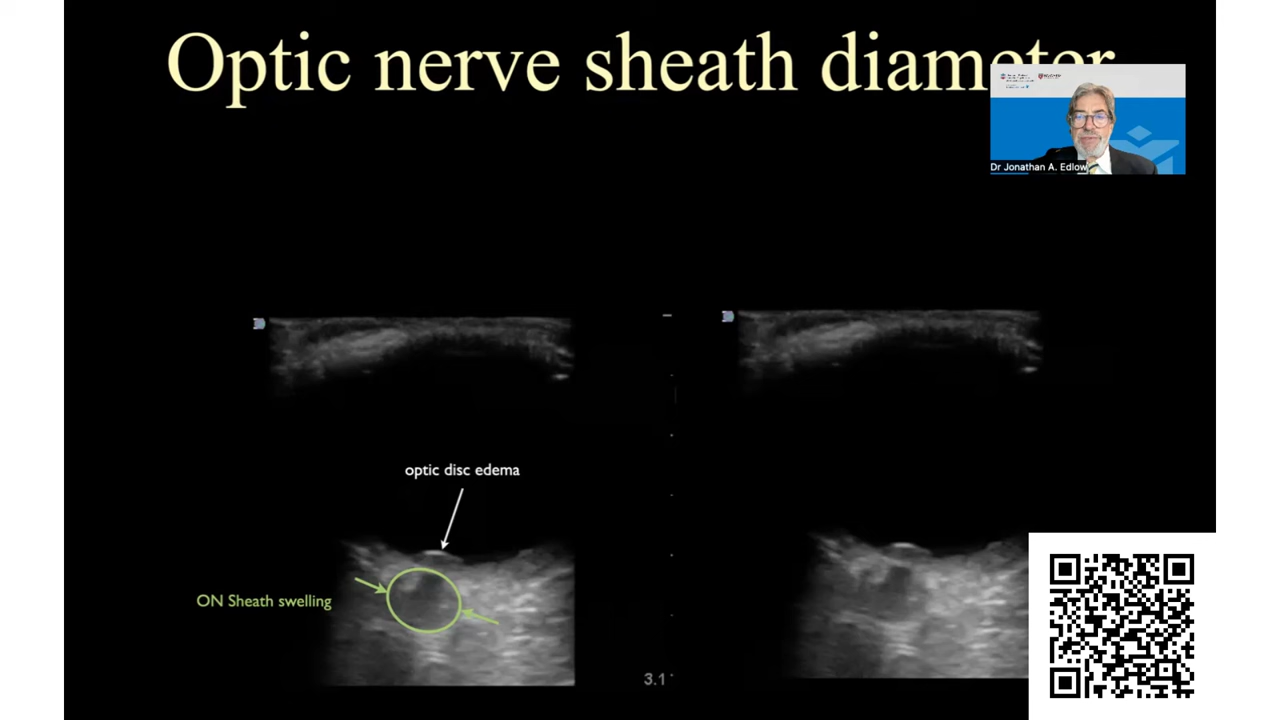 Optic nerve sheath diameter
Dr Jonathan A. Edlow
optic disc edema
ON Sheath swelling
3.1